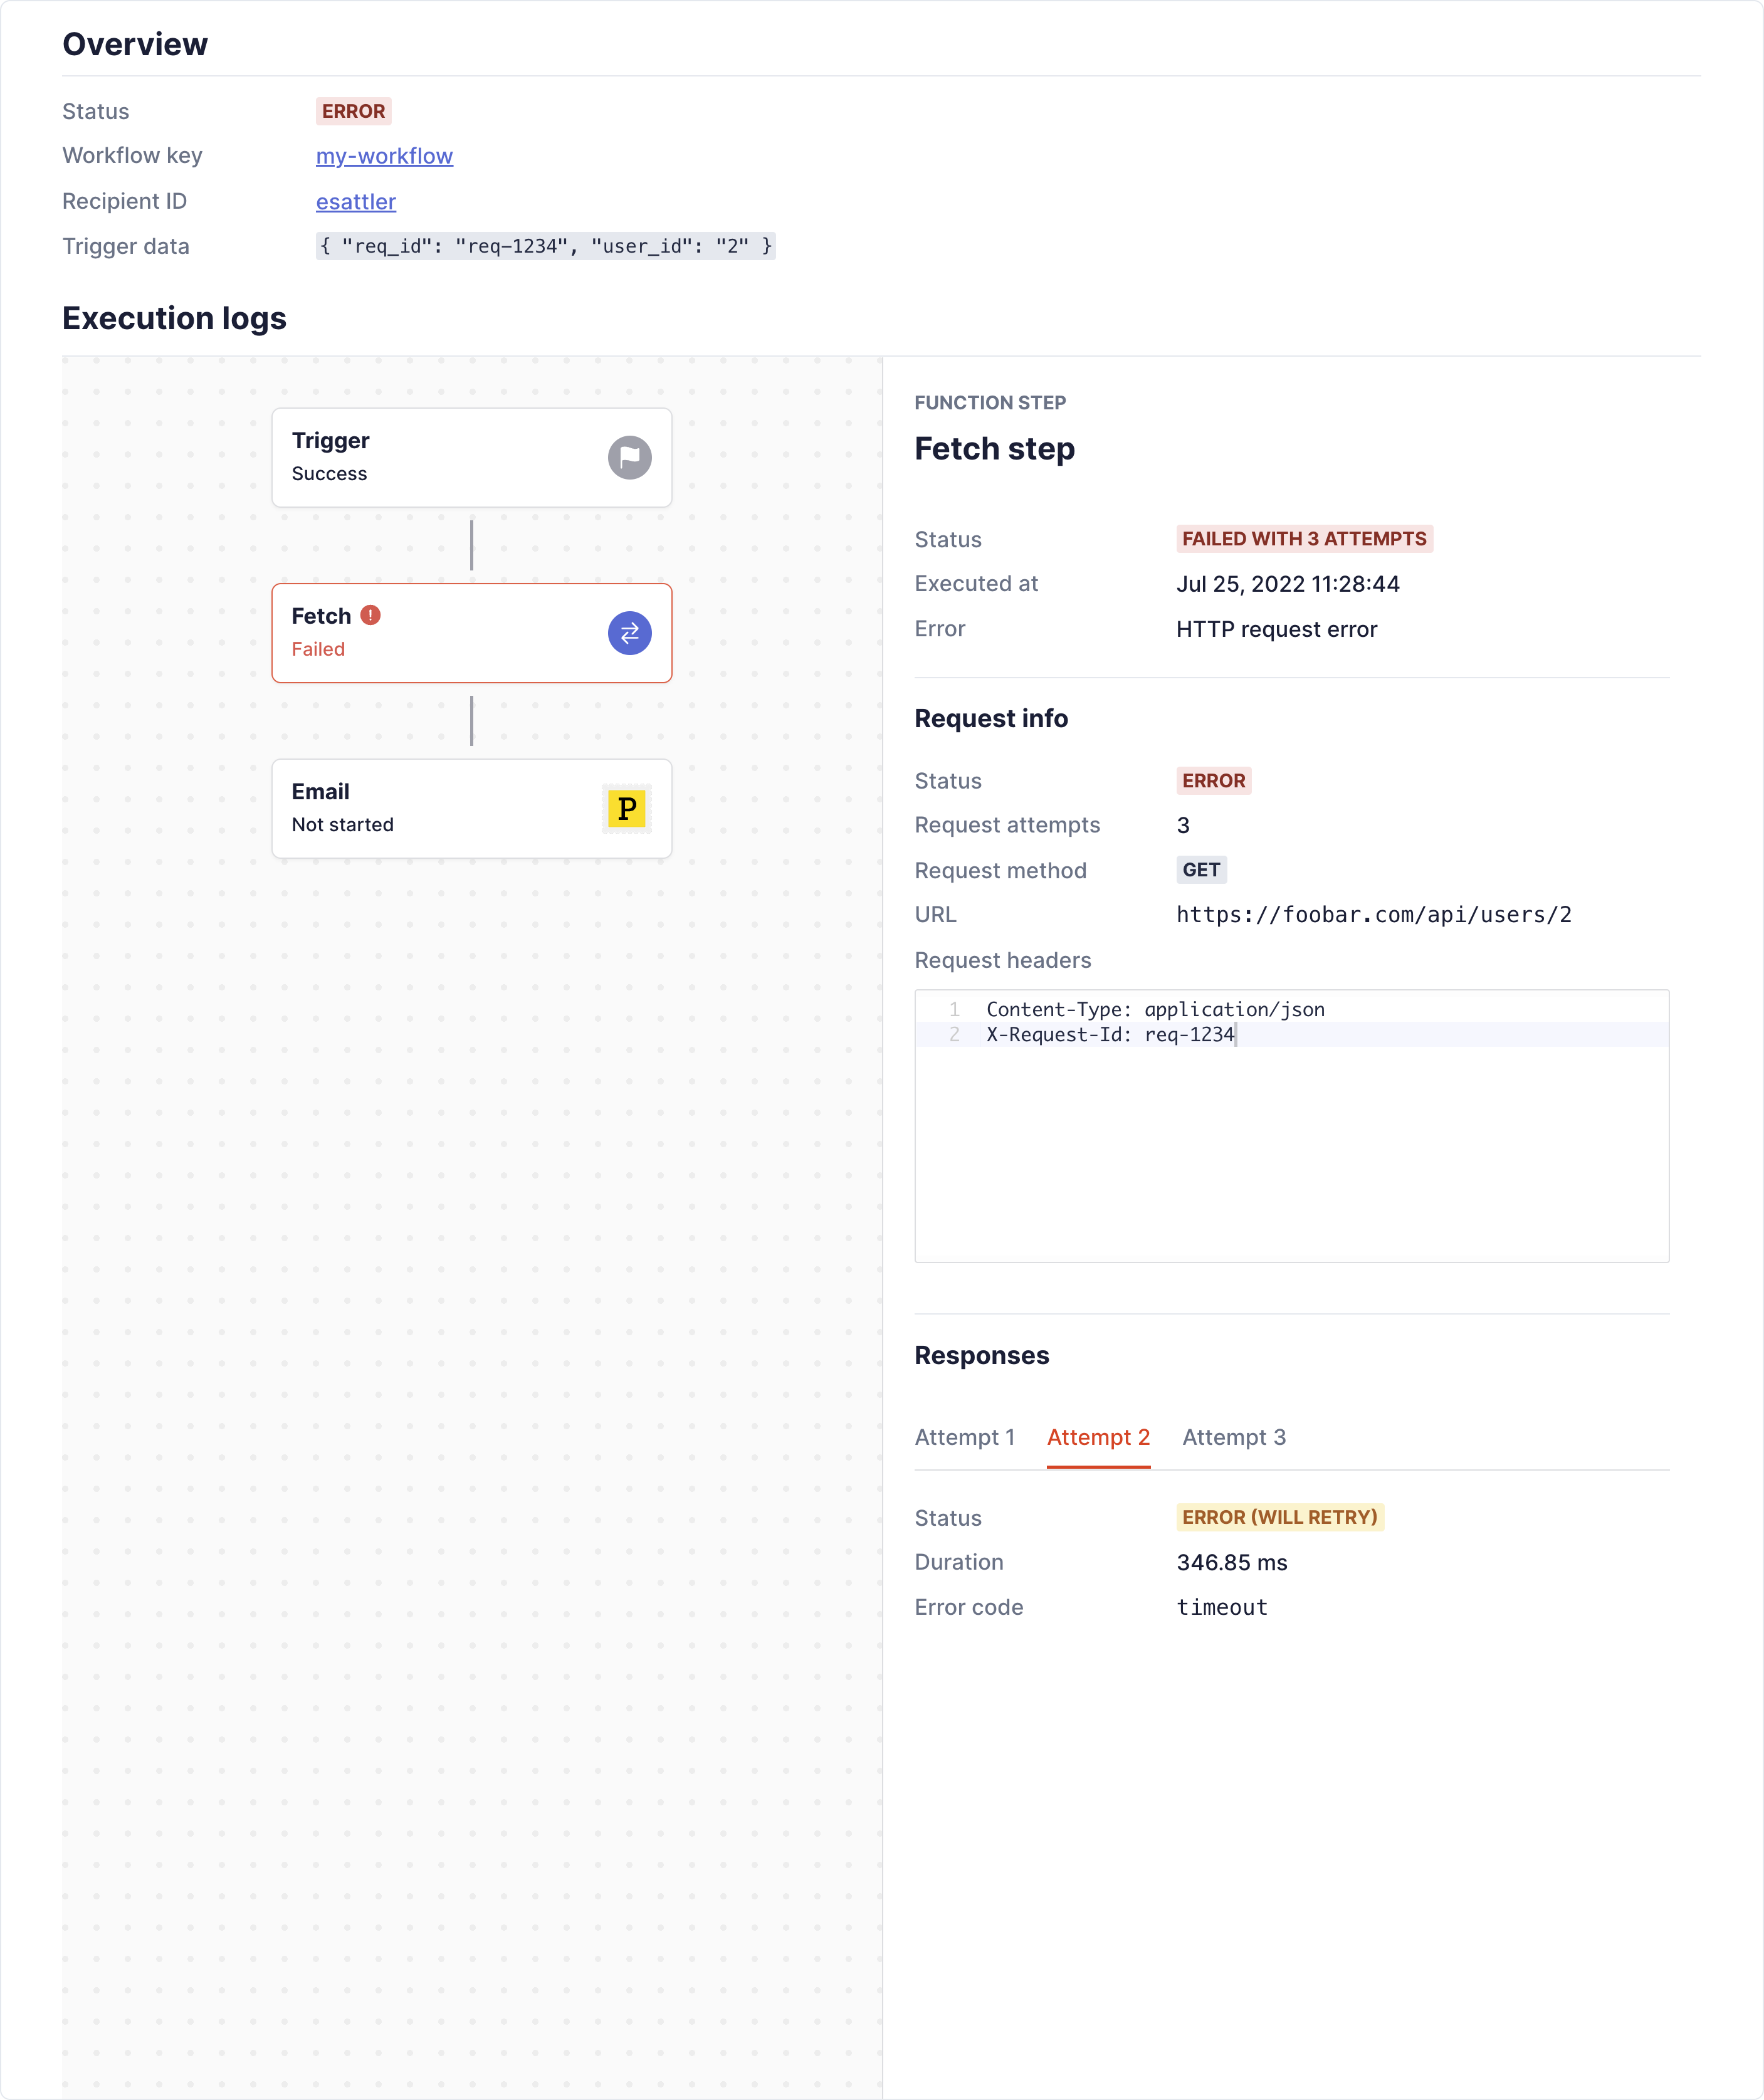 Overview
Status ERROR
Workflow key my-workflow
Recipient ID esattler
Trigger data { "req_id": "req-1234", "user_id": "2" }
Execution logs
Trigger
Success
Fetch !
Failed
Email
Not started
P
FUNCTION STEP
Fetch step
Status FAILED WITH 3 ATTEMPTS
Executed at Jul 25, 2022 11:28:44
Error HTTP request error
Request info
Status ERROR
Request attempts 3
Request method GET
URL https://foobar.com/api/users/2
Request headers
1 Content-Type: application/json
2 X-Request-Id: req-1234
Responses
Attempt 1 Attempt 2 Attempt 3
Status ERROR (WILL RETRY)
Duration 346.85 ms
Error code timeout